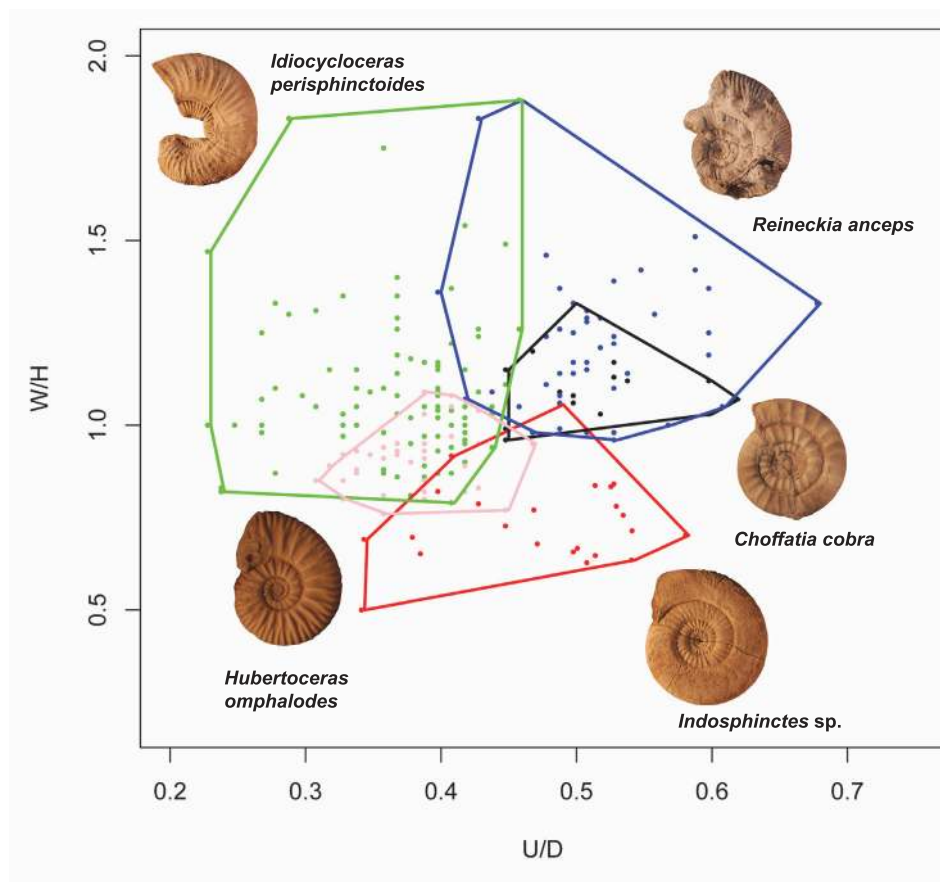 2.0
1.5
1.0
0.5
W/H
Idiocycloceras
perisphinctoides
Reineckia anceps
Choffatia cobra
Hubertoceras
omphalodes
Indosphinctes sp.
0.2 0.3 0.4 0.5 0.6 0.7
U/D